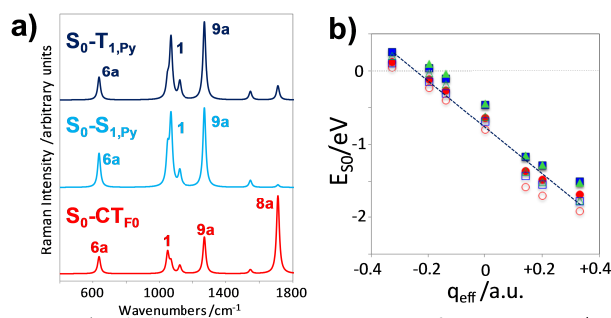 a)
Raman Intensity /arbitrary units
S0-T1,Py
6a
1
9a
S0-S1,Py
6a
1
9a
S0-CTF0
6a
1
9a
8a
600
1000
1400
1800
Wavenumbers /cm-1
b)
ES0/eV
0
-1
-2
-0.4
-0.2
0
+0.2
+0.4
qeff /a.u.